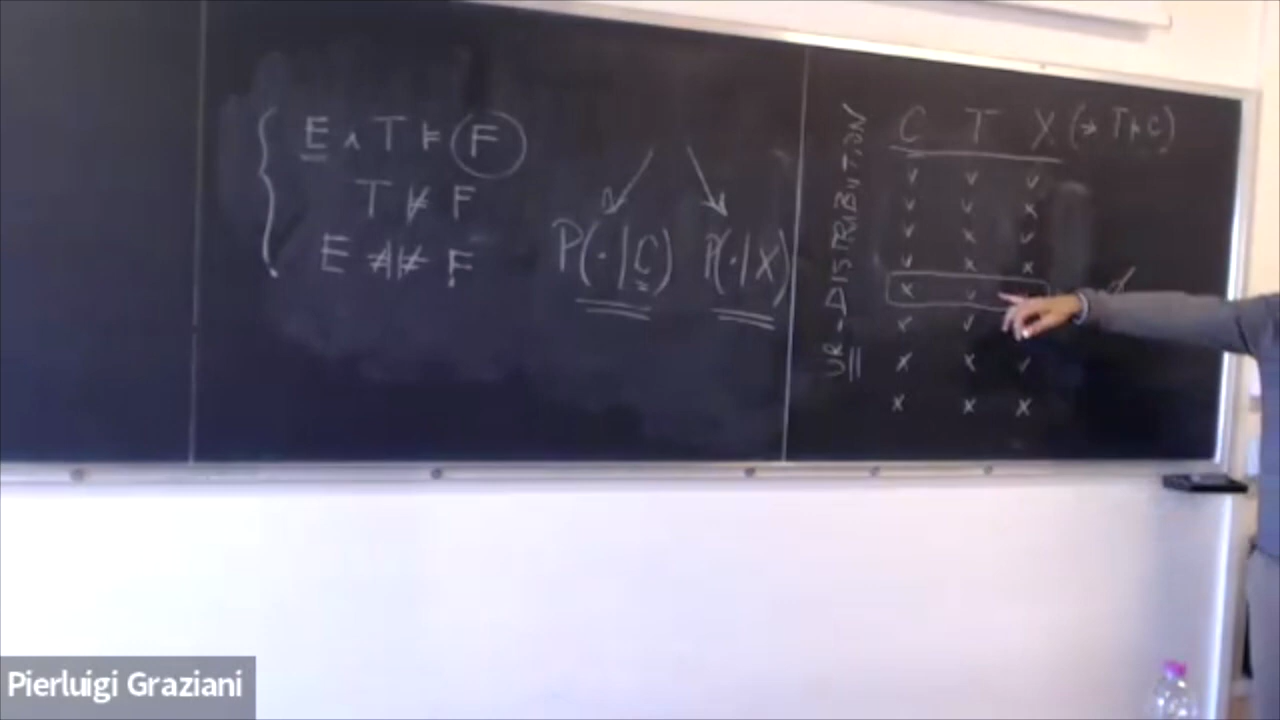 E ∧ T ⊨ F
T ⊭ F
E ⊭ F
P(·|C) P(·|X)
UR-DISTRIBUTION
C T X (→ T ⊨ C)
v v v
v v x
v x v
v x x
x v
v v
x x v
x x x
Pierluigi Graziani